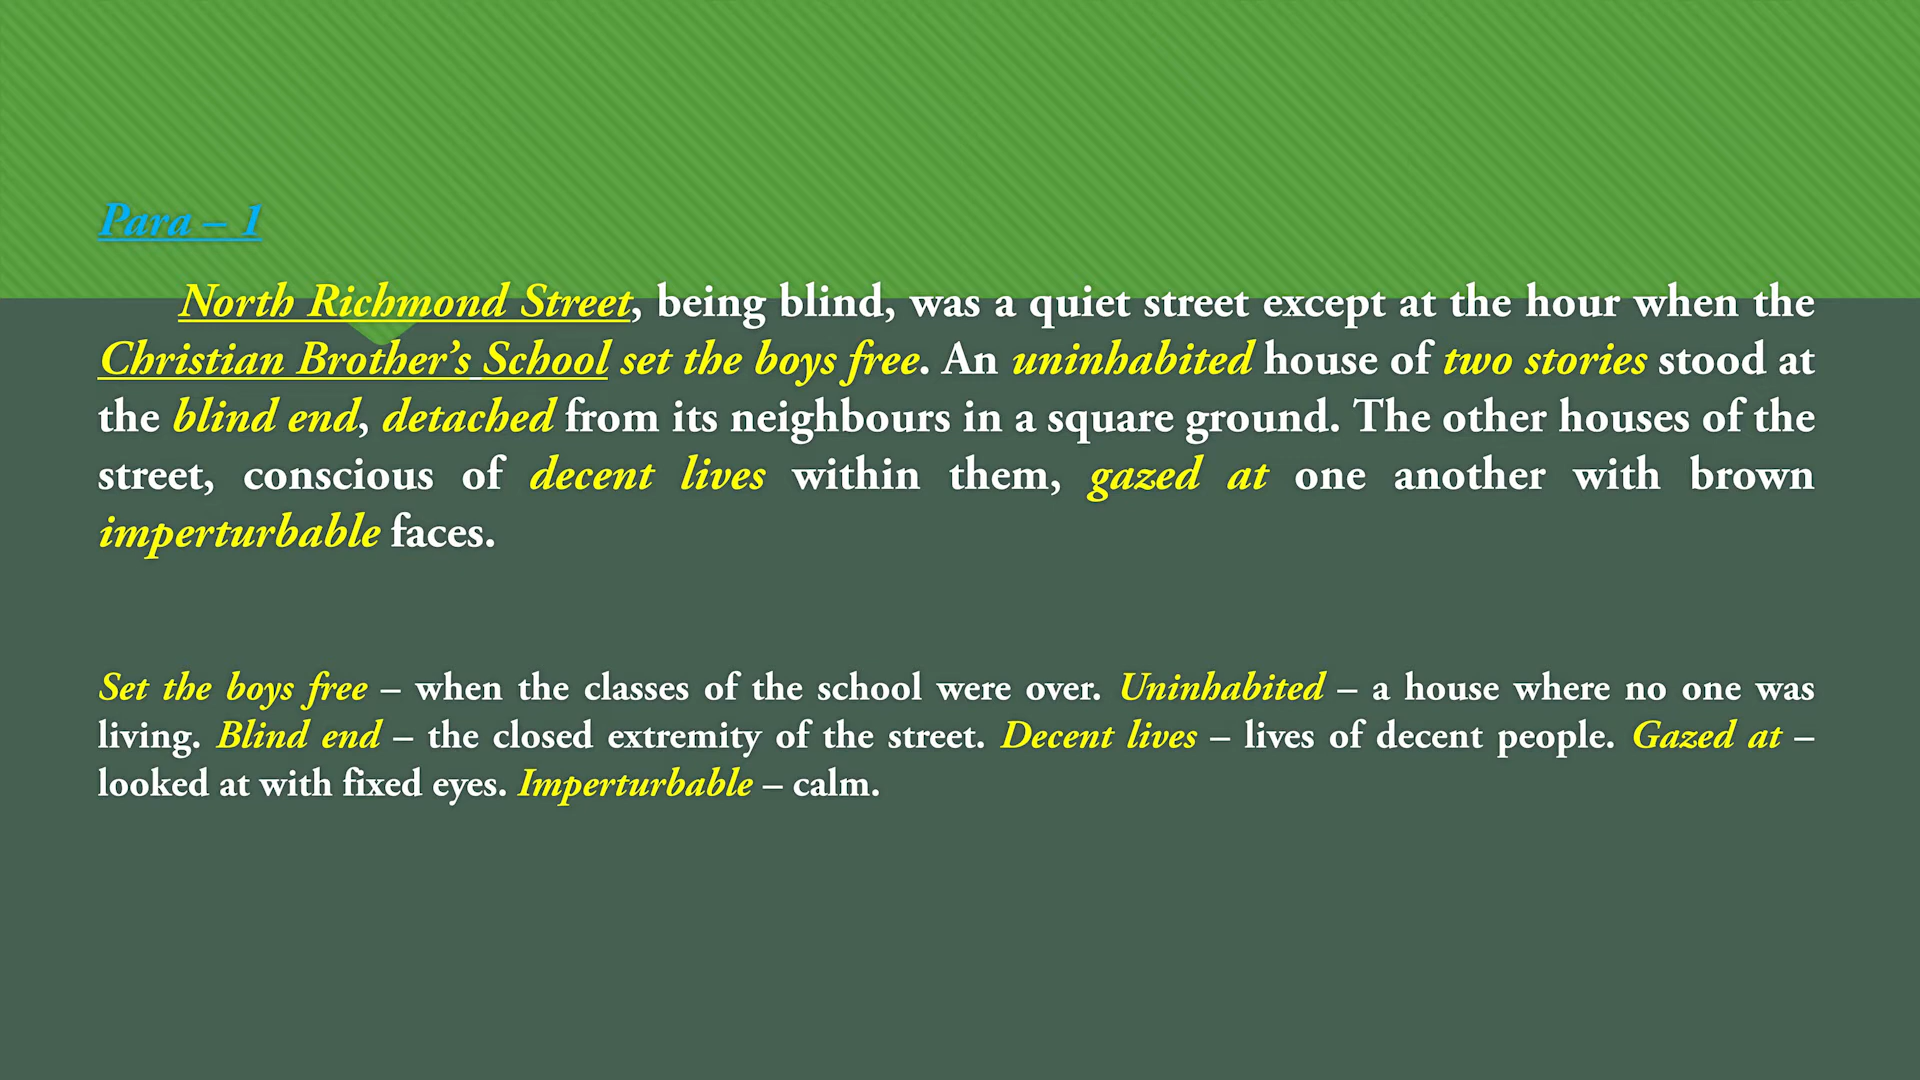 Para – 1
North Richmond Street, being blind, was a quiet street except at the hour when the
Christian Brother’s School set the boys free. An uninhabited house of two stories stood at
the blind end, detached from its neighbours in a square ground. The other houses of the
street, conscious of decent lives within them, gazed at one another with brown
imperturbable faces.
Set the boys free – when the classes of the school were over. Uninhabited – a house where no one was
living. Blind end – the closed extremity of the street. Decent lives – lives of decent people. Gazed at –
looked at with fixed eyes. Imperturbable – calm.